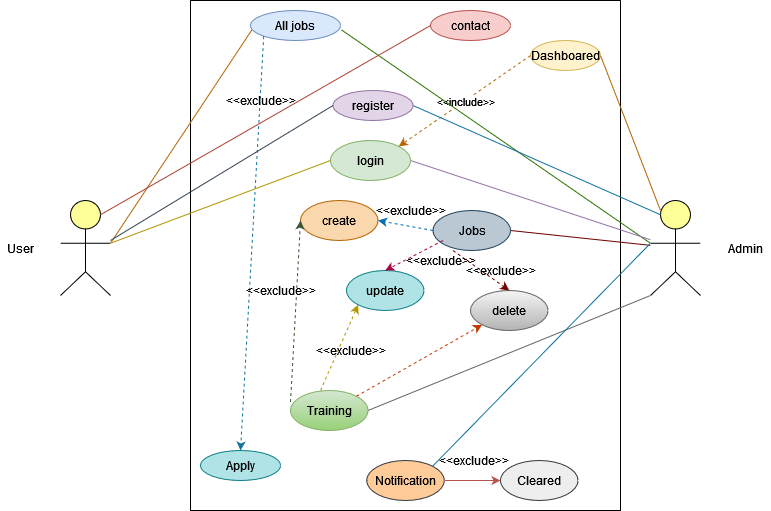 All jobs
contact
Dashboared
<<exclude>>
<<include>>
register
login
create
<<exclude>>
Jobs
User
Admin
<<exclude>>
<<exclude>>
<<exclude>>
update
delete
<<exclude>>
Training
<<exclude>>
Apply
Notification
Cleared